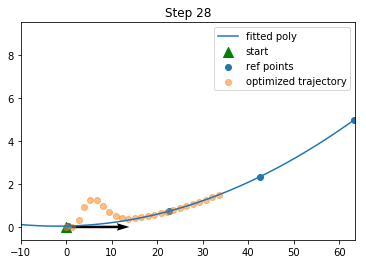 Step 28
fitted poly
start
ref points
optimized trajectory
8
6
4
2
0
-10 0 10 20 30 40 50 60